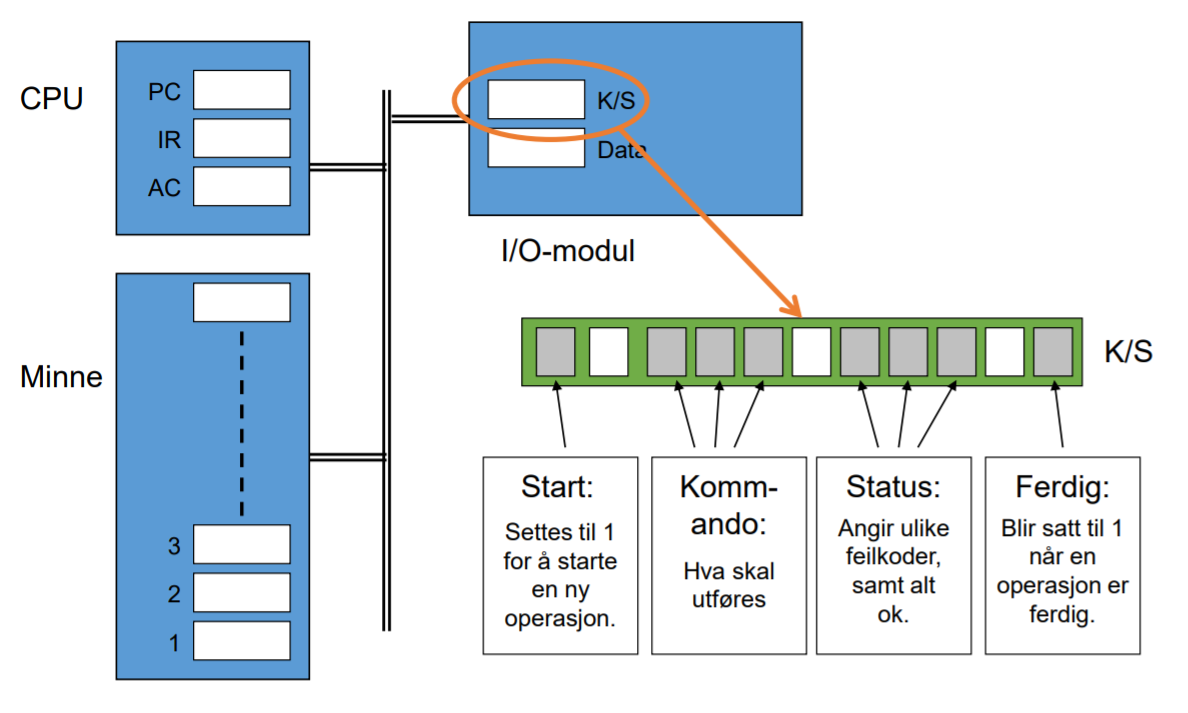 CPU
PC
IR
AC
K/S
Data
I/O-modul
Minne
3
2
1
K/S
Start:
Settes til 1
for å starte
en ny
operasjon.
Komm-
ando:
Hva skal
utføres
Status:
Angir ulike
feilkoder,
samt alt
ok.
Ferdig:
Blir satt til 1
når en
operasjon er
ferdig.